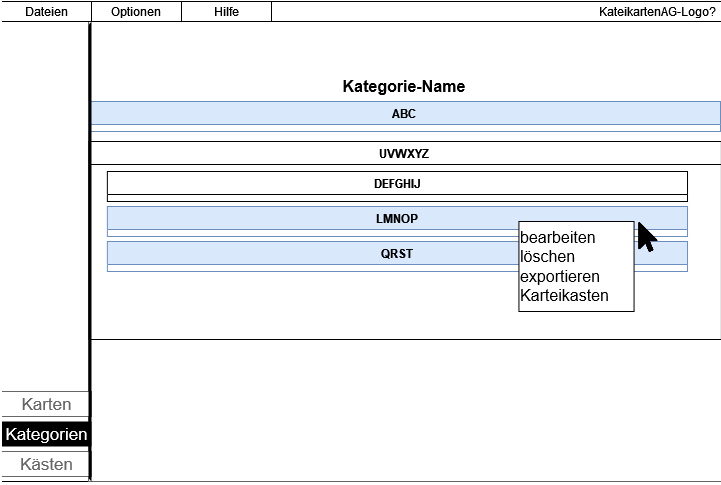 Dateien Optionen Hilfe KateikartenAG-Logo?
Kategorie-Name
ABC
UVWXYZ
DEFGHIJ
LMNOP
QRST
bearbeiten
löschen
exportieren
Karteikasten
Karten
Kategorien
Kästen